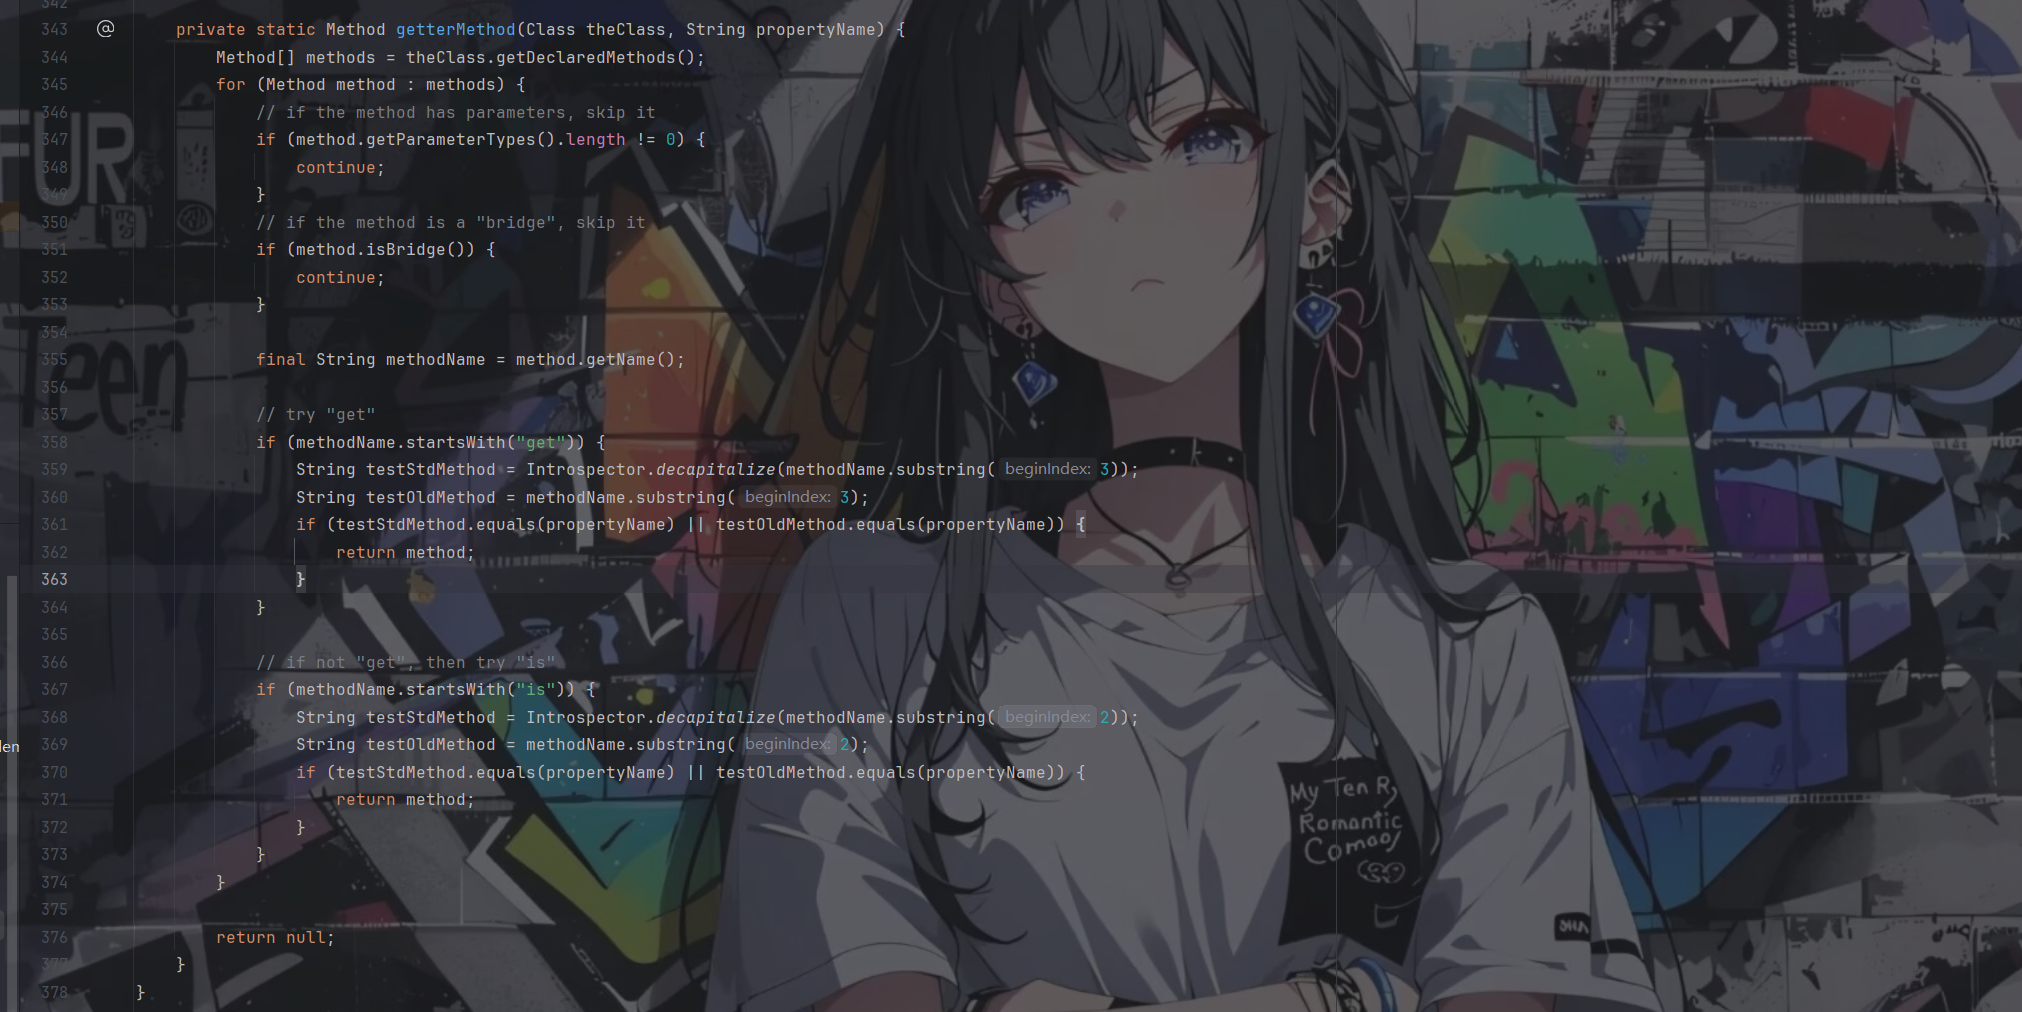 342
343 @ private static Method getterMethod(Class theClass, String propertyName) {
344 Method[] methods = theClass.getDeclaredMethods();
345 for (Method method : methods) {
346 // if the method has parameters, skip it
347 if (method.getParameterTypes().length != 0) {
348 continue;
349 }
350 // if the method is a "bridge", skip it
351 if (method.isBridge()) {
352 continue;
353 }
354
355 final String methodName = method.getName();
356
357 // try "get"
358 if (methodName.startsWith("get")) {
359 String testStdMethod = Introspector.decapitalize(methodName.substring( beginIndex: 3));
360 String testOldMethod = methodName.substring( beginIndex: 3);
361 if (testStdMethod.equals(propertyName) || testOldMethod.equals(propertyName)) {
362 return method;
363 }
364 }
365
366 // if not "get", then try "is"
367 if (methodName.startsWith("is")) {
368 String testStdMethod = Introspector.decapitalize(methodName.substring( beginIndex: 2));
369 String testOldMethod = methodName.substring( beginIndex: 2);
370 if (testStdMethod.equals(propertyName) || testOldMethod.equals(propertyName)) {
371 return method;
372 }
373 }
374 }
375
376 return null;
377 }
378 }
FUR
Teen
My Ten R
Romantic